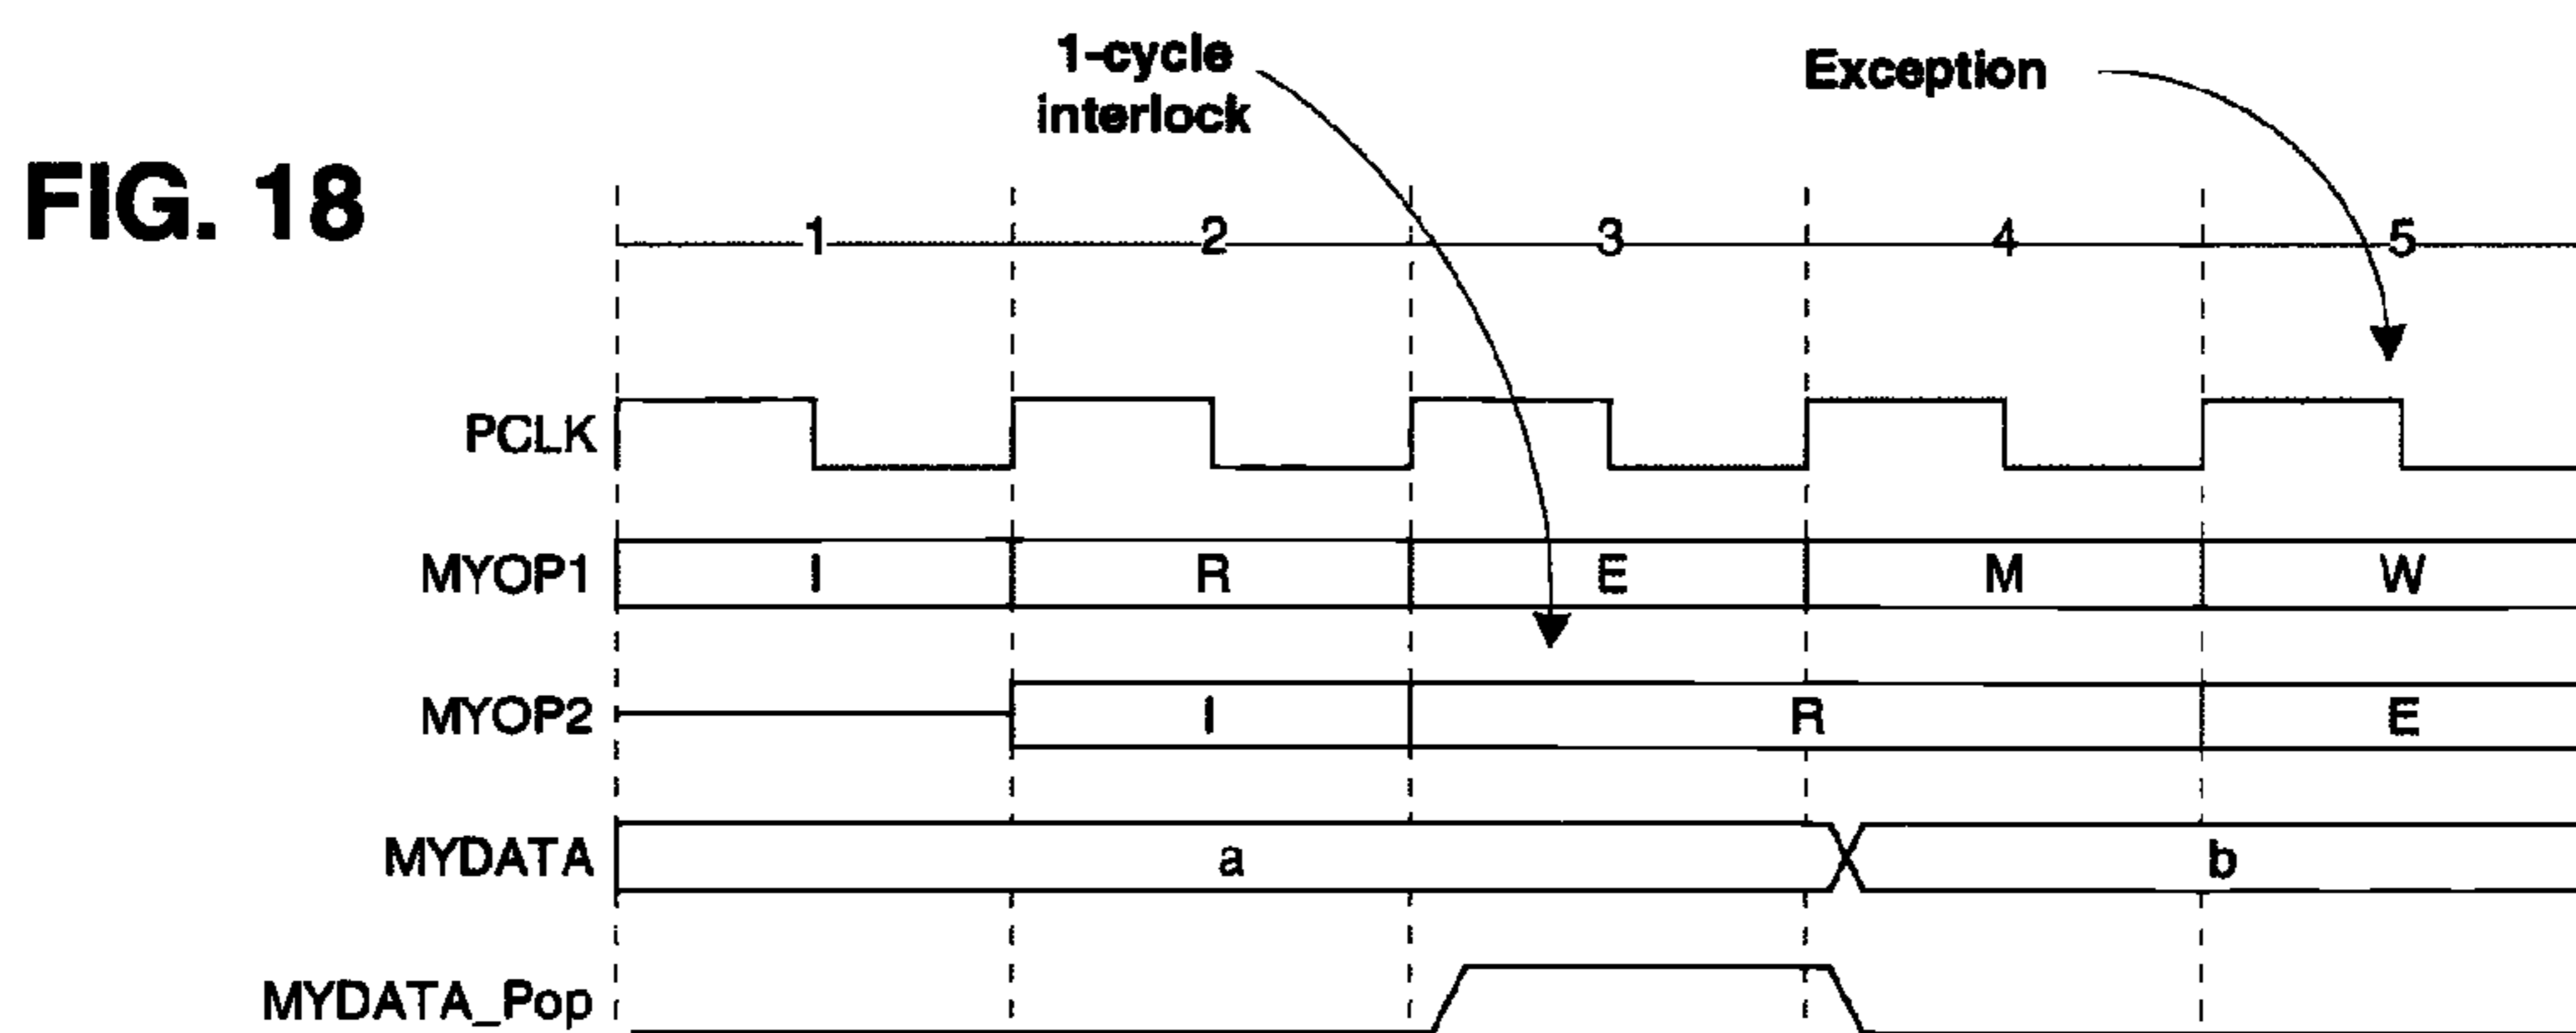 1-cycle
interlock
Exception
FIG. 18
1 2 3 4 5
PCLK
MYOP1 I R E M W
MYOP2 I R E
MYDATA a b
MYDATA_Pop